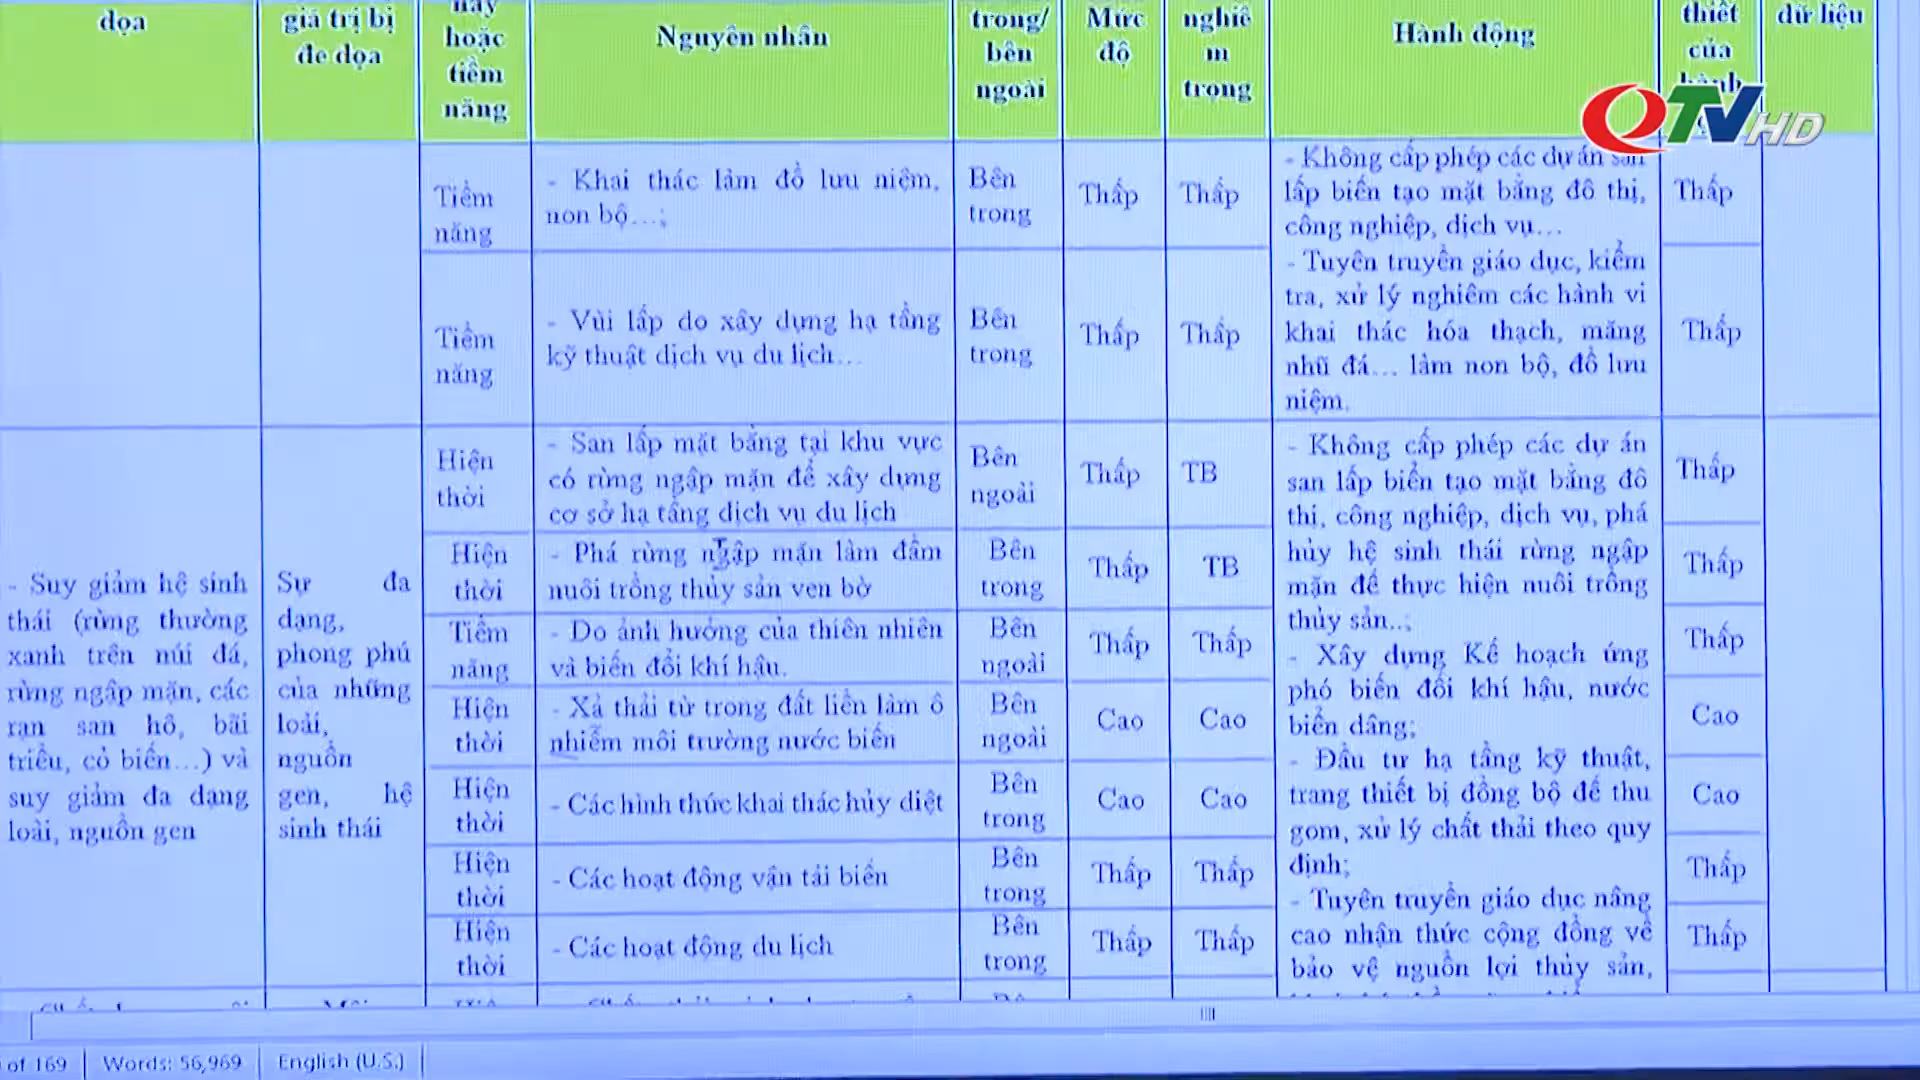 dọa
giá trị bị
đe dọa
hoặc
tiềm
năng
Nguyên nhân
trong/
bên
ngoài
Mức
độ
nghiê
m
trọng
Hành động
thiết
của
dữ liệu
QTV HD
Tiềm
năng
- Khai thác làm đồ lưu niệm,
non bộ...;
Bên
trong
Thấp
Thấp
- Không cấp phép các dự án san
lấp biển tạo mặt bằng đô thị,
công nghiệp, dịch vụ...
- Tuyên truyền giáo dục, kiểm
tra, xử lý nghiêm các hành vi
khai thác hóa thạch, măng
nhũ đá... làm non bộ, đồ lưu
niệm.
Thấp
Tiềm
năng
- Vùi lấp do xây dựng hạ tầng
kỹ thuật dịch vụ du lịch...
Bên
trong
Thấp
Thấp
Thấp
- Suy giảm hệ sinh
thái (rừng thường
xanh trên núi đá,
rừng ngập mặn, các
rạn san hô, bãi
triều, cỏ biển...) và
suy giảm đa dạng
loài, nguồn gen
Sự đa
dạng,
phong phú
của những
loài,
nguồn
gen, hệ
sinh thái
Hiện
thời
- San lấp mặt bằng tại khu vực
có rừng ngập mặn để xây dựng
cơ sở hạ tầng dịch vụ du lịch
Bên
ngoài
Thấp
TB
- Không cấp phép các dự án
san lấp biển tạo mặt bằng đô
thị, công nghiệp, dịch vụ, phá
hủy hệ sinh thái rừng ngập
mặn để thực hiện nuôi trồng
thủy sản..;
- Xây dựng Kế hoạch ứng
phó biến đổi khí hậu, nước
biển dâng;
- Đầu tư hạ tầng kỹ thuật,
trang thiết bị đồng bộ để thu
gom, xử lý chất thải theo quy
định;
- Tuyên truyền giáo dục nâng
cao nhận thức cộng đồng về
bảo vệ nguồn lợi thủy sản,
Thấp
Hiện
thời
- Phá rừng ngập mặn làm đầm
nuôi trồng thủy sản ven bờ
Bên
trong
Thấp
TB
Thấp
Tiềm
năng
- Do ảnh hưởng của thiên nhiên
và biến đổi khí hậu.
Bên
ngoài
Thấp
Thấp
Thấp
Hiện
thời
- Xả thải từ trong đất liền làm ô
nhiễm môi trường nước biển
Bên
ngoài
Cao
Cao
Cao
Hiện
thời
- Các hình thức khai thác hủy diệt
Bên
trong
Cao
Cao
Cao
Hiện
thời
- Các hoạt động vận tải biển
Bên
trong
Thấp
Thấp
Thấp
Hiện
thời
- Các hoạt động du lịch
Bên
trong
Thấp
Thấp
Thấp
of 169
Words: 56,969
English (U.S.)